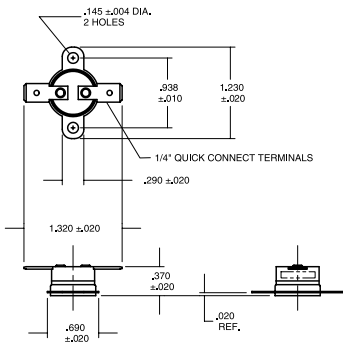 .145 ±.004 DIA.
2 HOLES
.938
±.010
1.230
±.020
1/4" QUICK CONNECT TERMINALS
.290 ±.020
1.320 ±.020
.370
±.020
.020
REF.
.690
±.020